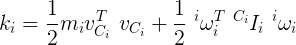 k_i = \frac{1}{2} m_i v_{C_i}^T \ v_{C_i} + \frac{1}{2} \ {}^i\omega_i^T \ {}^{C_i}I_i \ {}^i\omega_i